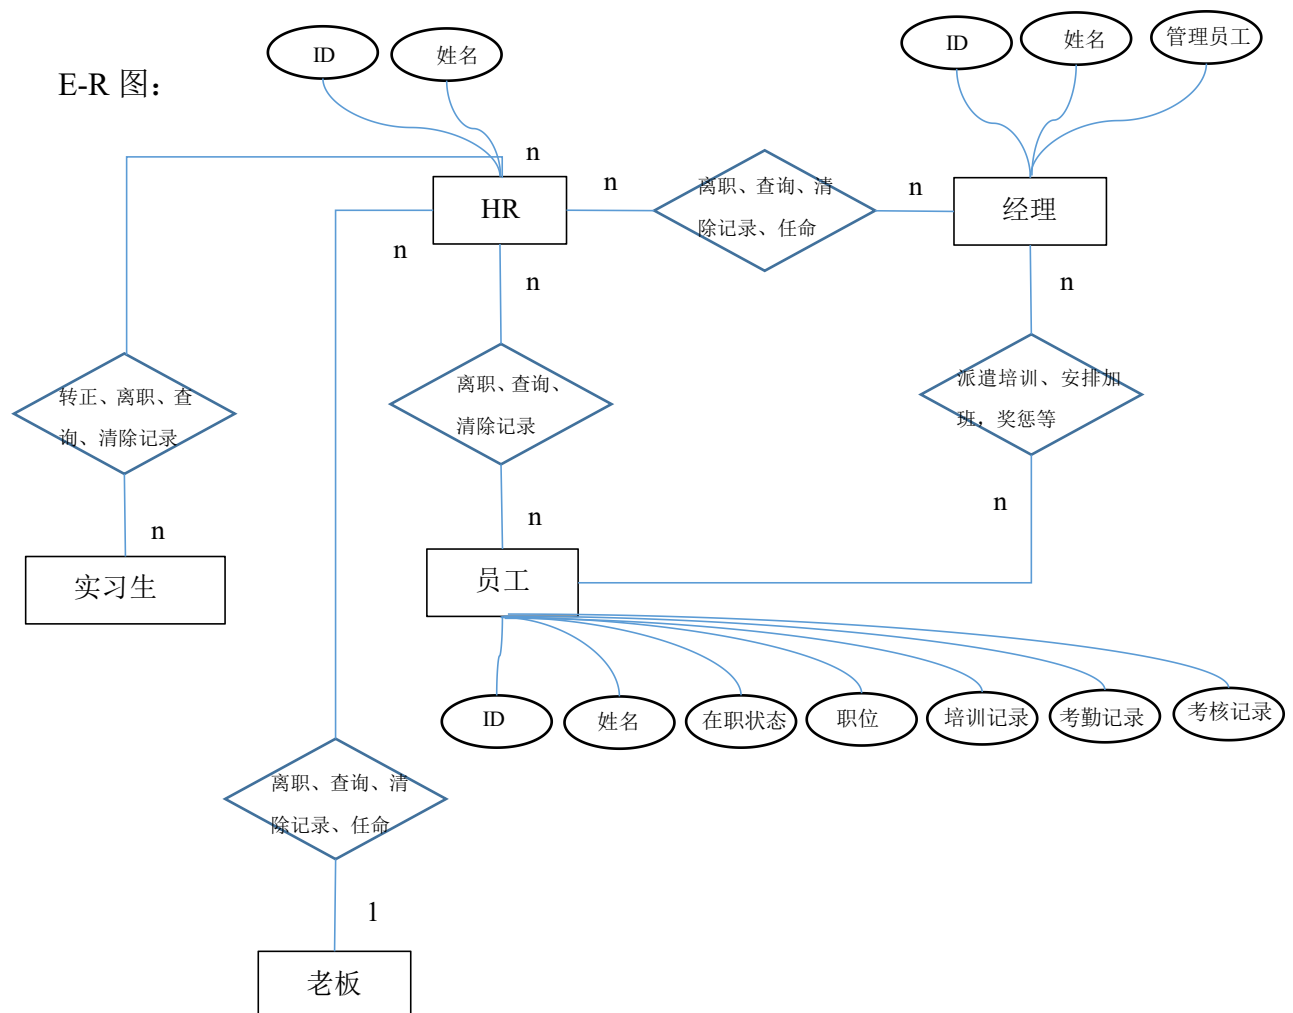 ID
姓名
ID
姓名
管理员工
E-R 图：
n
n
n
HR
离职、查询、清
除记录、任命
经理
n
n
n
转正、离职、查
询、清除记录
离职、查询、
清除记录
派遣培训、安排加
班，奖惩等
n
n
n
实习生
员工
ID
姓名
在职状态
职位
培训记录
考勤记录
考核记录
离职、查询、清
除记录、任命
1
老板